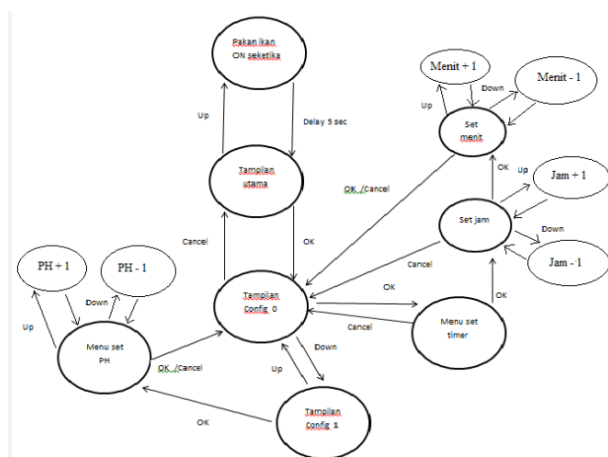 Pakan ikan
ON seketika
Up
Delay 5 sec
Menit + 1
Menit - 1
Up
Down
Set
menit
OK
Tampilan
utama
OK /Cancel
Up
Jam + 1
Set jam
Down
Jam - 1
Cancel
OK
Cancel
PH + 1
PH - 1
Up
Down
Tampilan
Config 0
OK
Cancel
OK
Menu set
timer
Menu set
PH
OK /Cancel
Down
Up
OK
Tampilan
Config 1